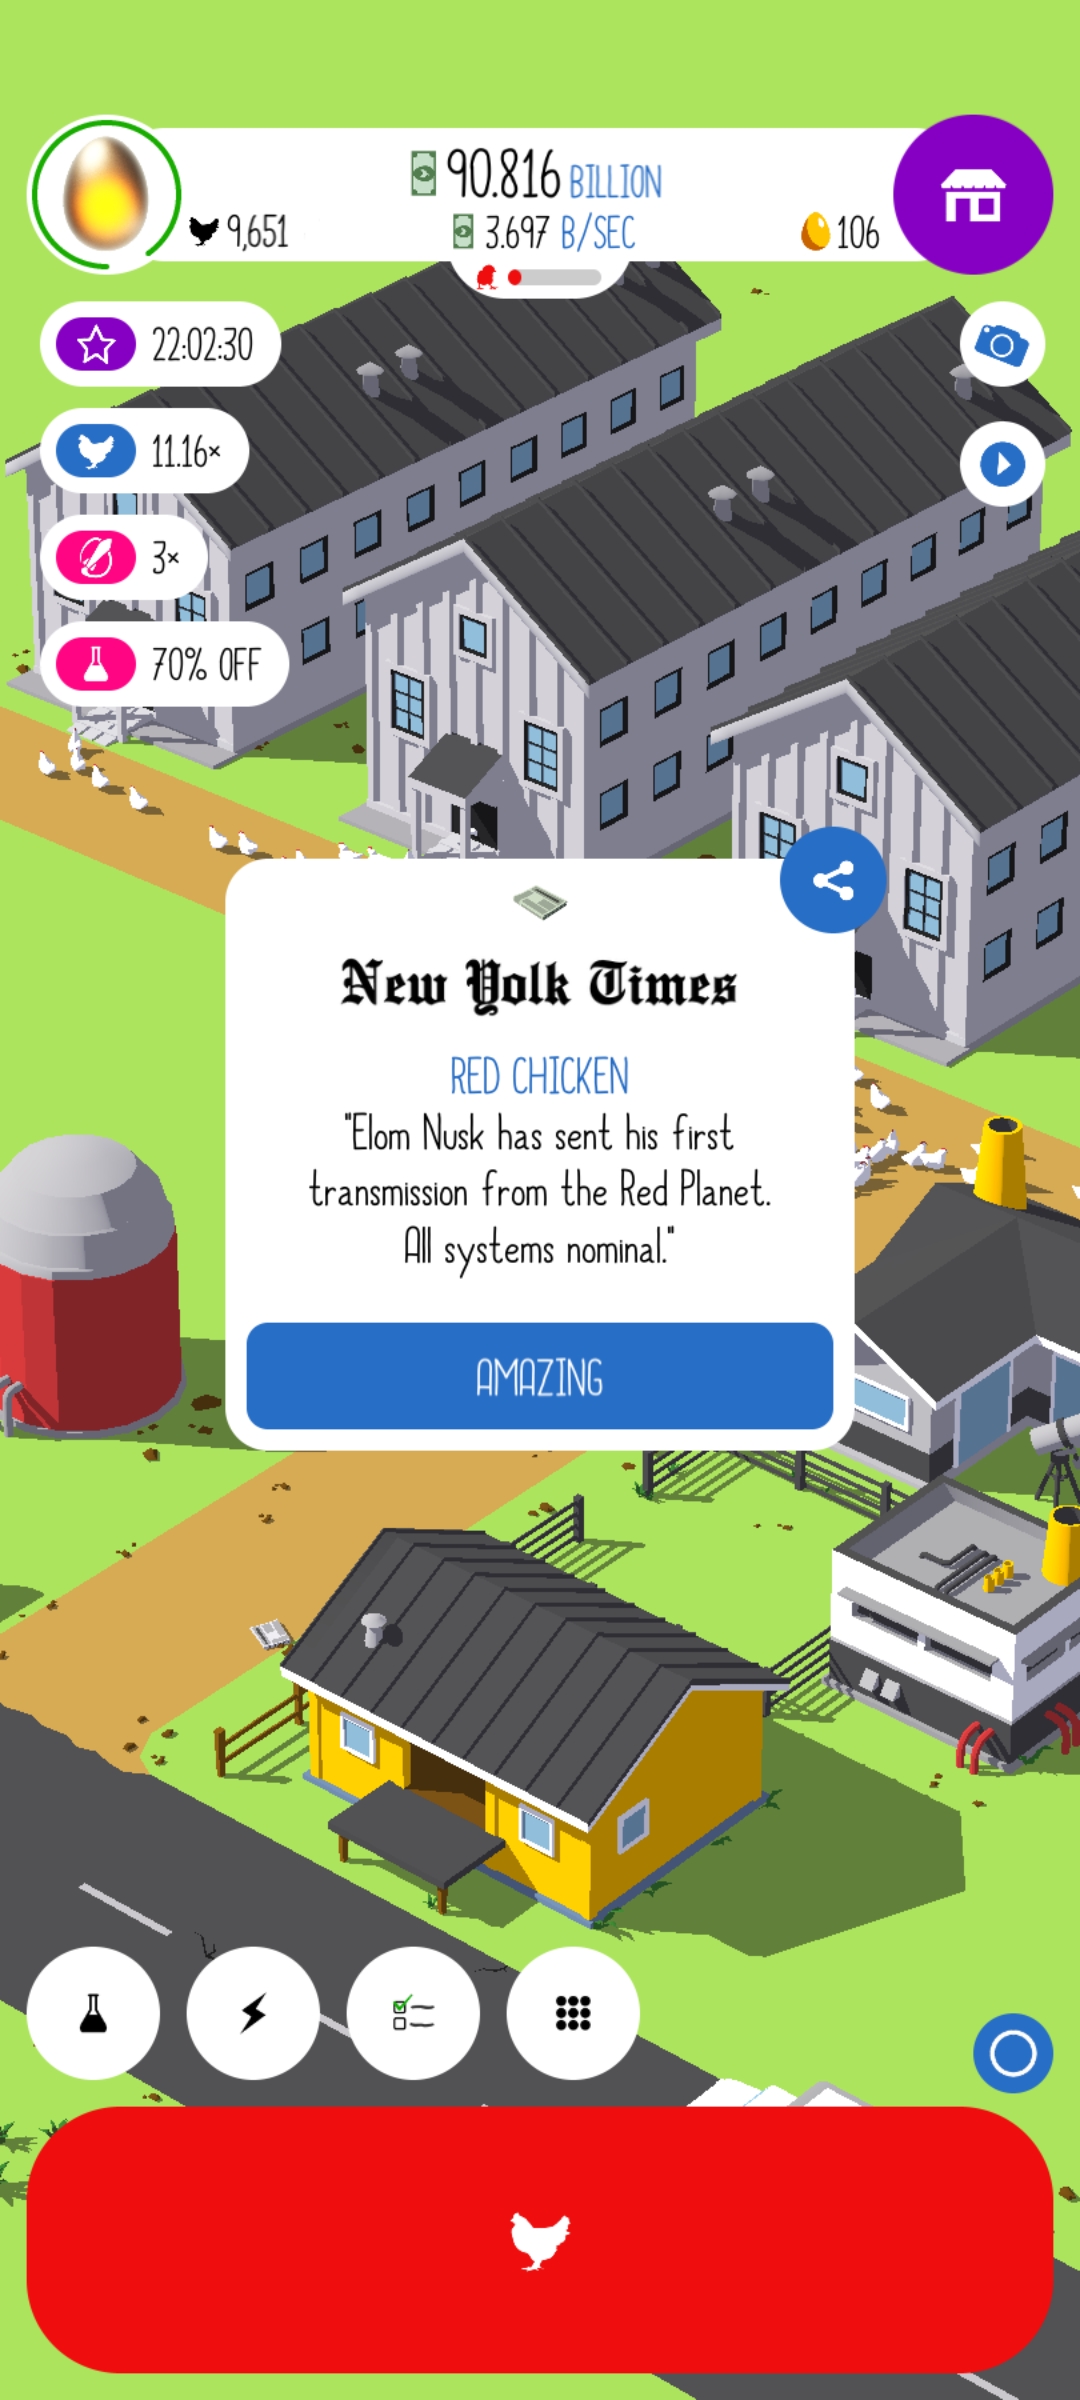 90.816 BILLION
9,651
3.697 B/SEC
106
22:02:30
11.16×
3×
70% OFF
New Yolk Times
RED CHICKEN
"Elom Nusk has sent his first
transmission from the Red Planet.
All systems nominal."
AMAZING